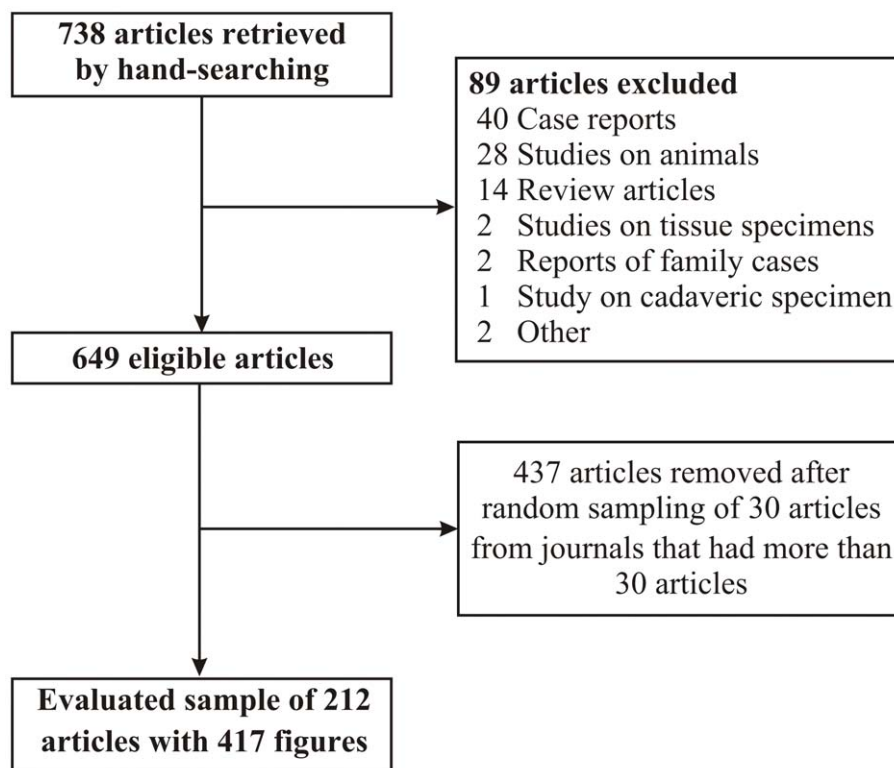 738 articles retrieved
by hand-searching
89 articles excluded
40 Case reports
28 Studies on animals
14 Review articles
2 Studies on tissue specimens
2 Reports of family cases
1 Study on cadaveric specimen
2 Other
649 eligible articles
437 articles removed after
random sampling of 30 articles
from journals that had more than
30 articles
Evaluated sample of 212
articles with 417 figures